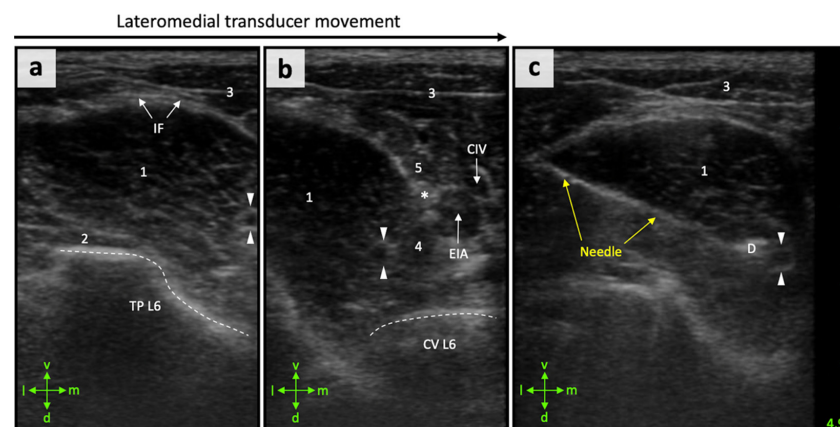 Lateromedial transducer movement
a
b
c
3
3
3
IF
CIV
1
5
1
1
*
2
4
EIA
Needle
D
TP L6
CV L6
v
l m
d
v
l m
d
v
l m
d